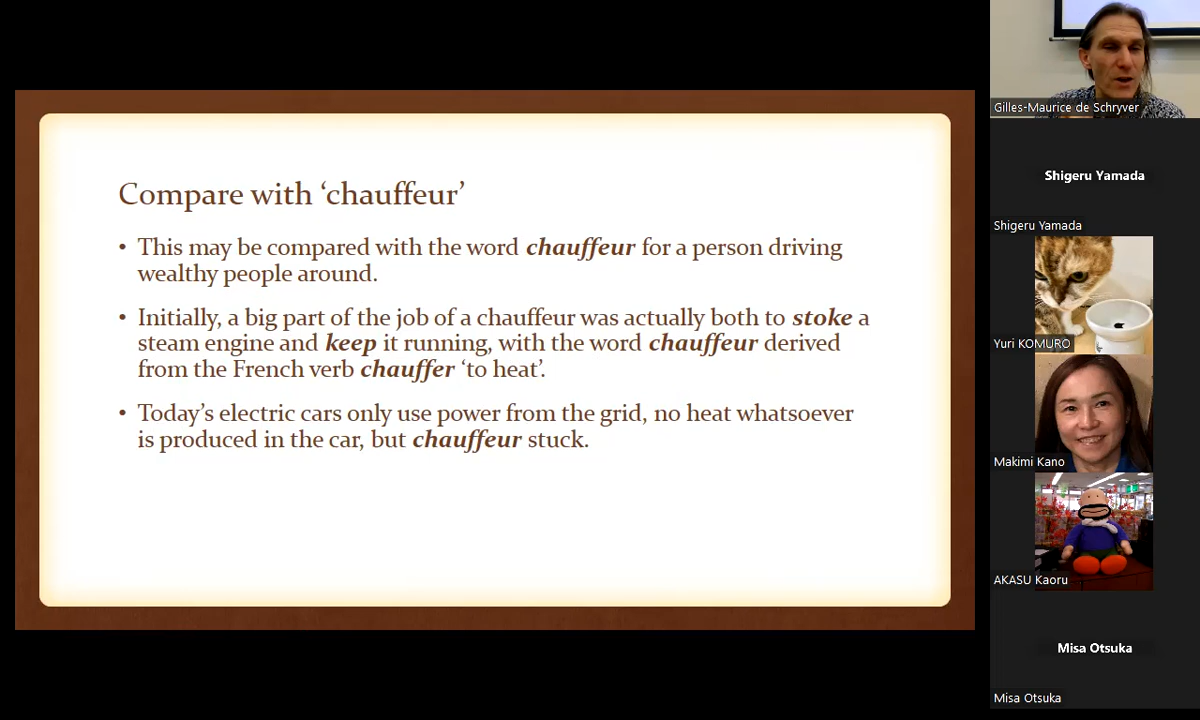 Compare with ‘chauffeur’
• This may be compared with the word chauffeur for a person driving
wealthy people around.
• Initially, a big part of the job of a chauffeur was actually both to stoke a
steam engine and keep it running, with the word chauffeur derived
from the French verb chauffer ‘to heat’.
• Today’s electric cars only use power from the grid, no heat whatsoever
is produced in the car, but chauffeur stuck.
Gilles-Maurice de Schryver
Shigeru Yamada
Shigeru Yamada
Yuri KOMURO
Makimi Kano
AKASU Kaoru
Misa Otsuka
Misa Otsuka